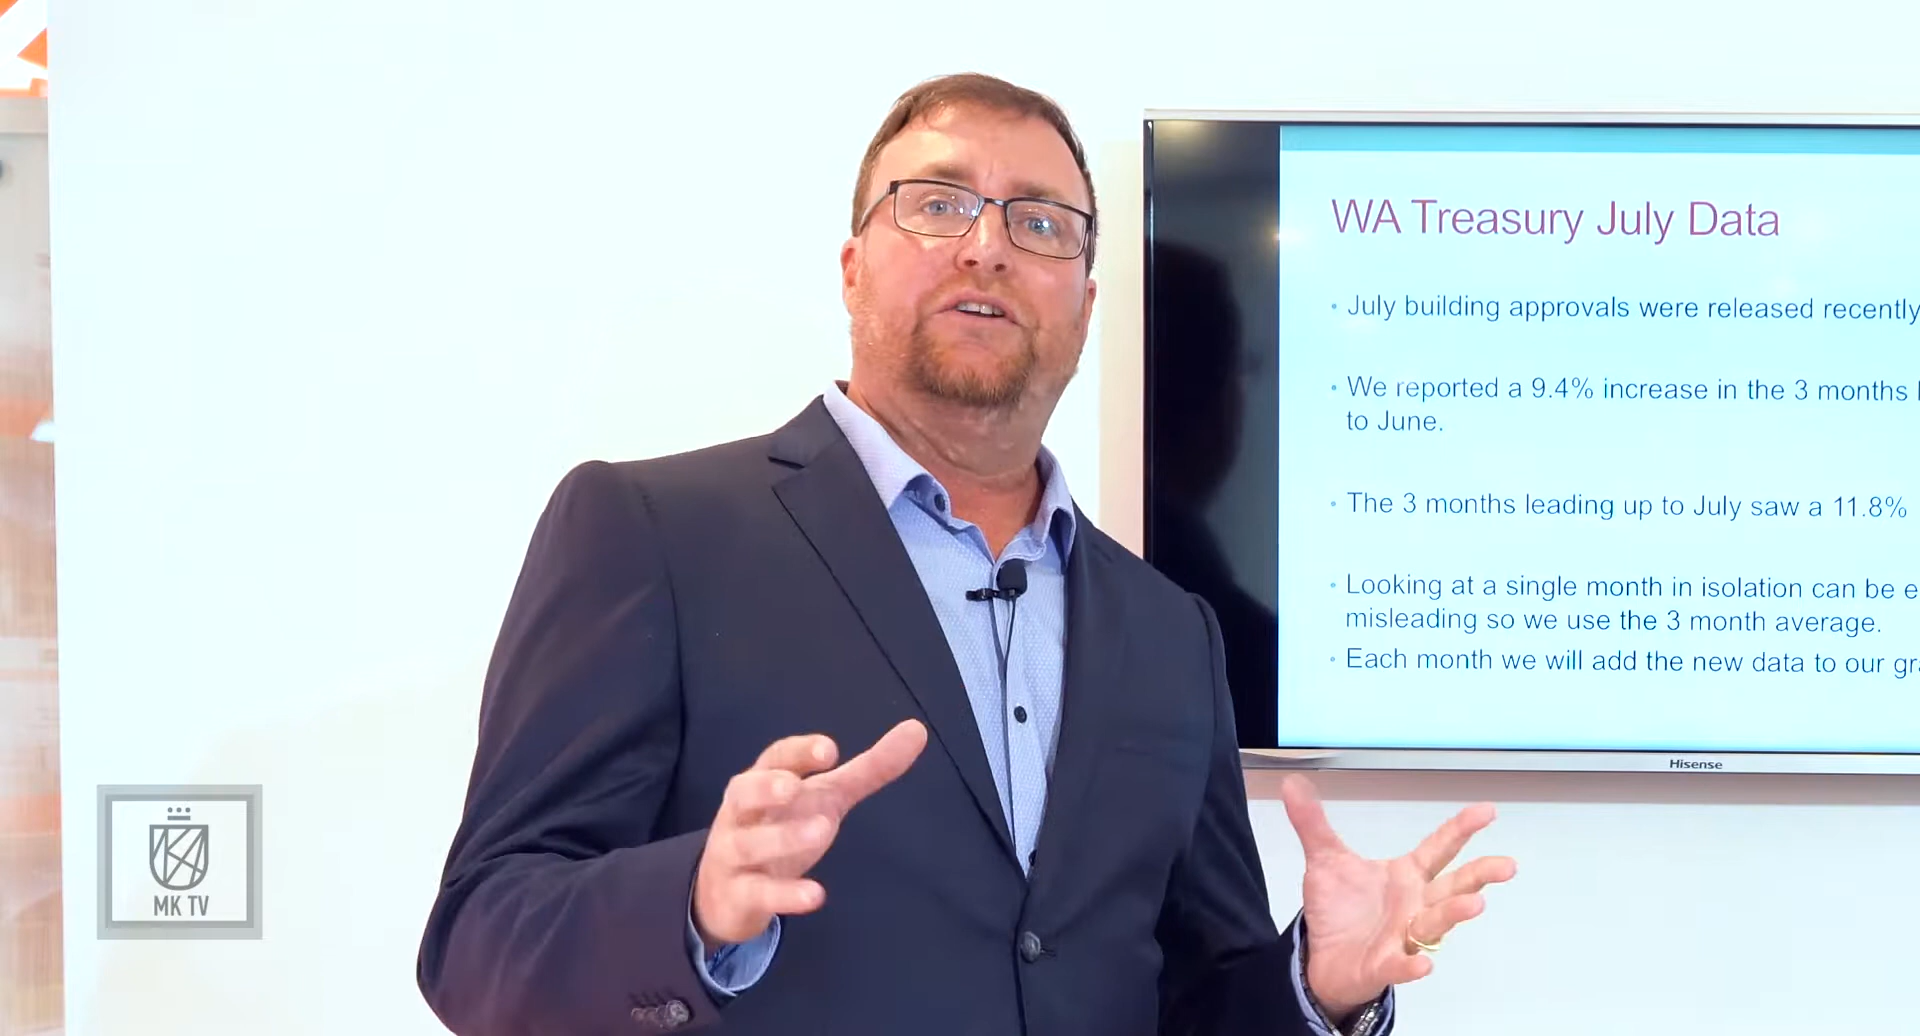 WA Treasury July Data
• July building approvals were released recently
• We reported a 9.4% increase in the 3 months
to June.
• The 3 months leading up to July saw a 11.8%
• Looking at a single month in isolation can be
misleading so we use the 3 month average.
• Each month we will add the new data to our
Hisense
MK TV